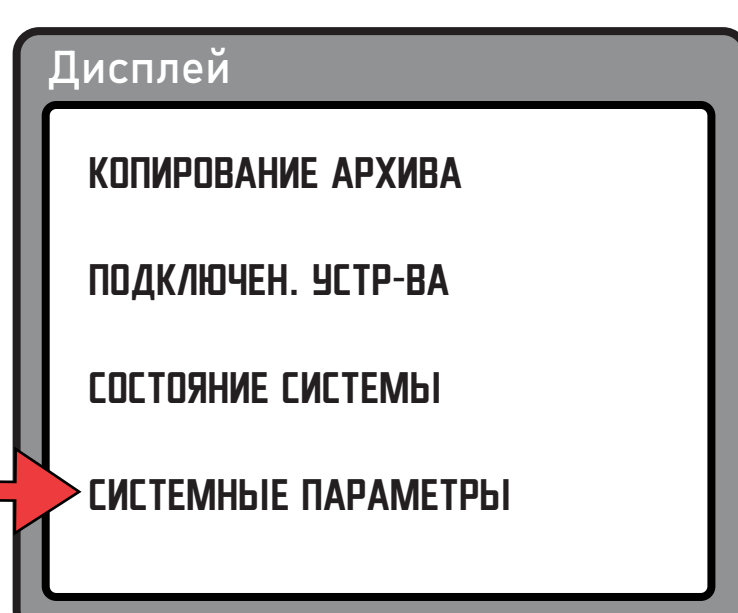 Дисплей
КОПИРОВАНИЕ АРХИВА
ПОДКЛЮЧЕН. УСТР-ВА
СОСТОЯНИЕ СИСТЕМЫ
СИСТЕМНЫЕ ПАРАМЕТРЫ